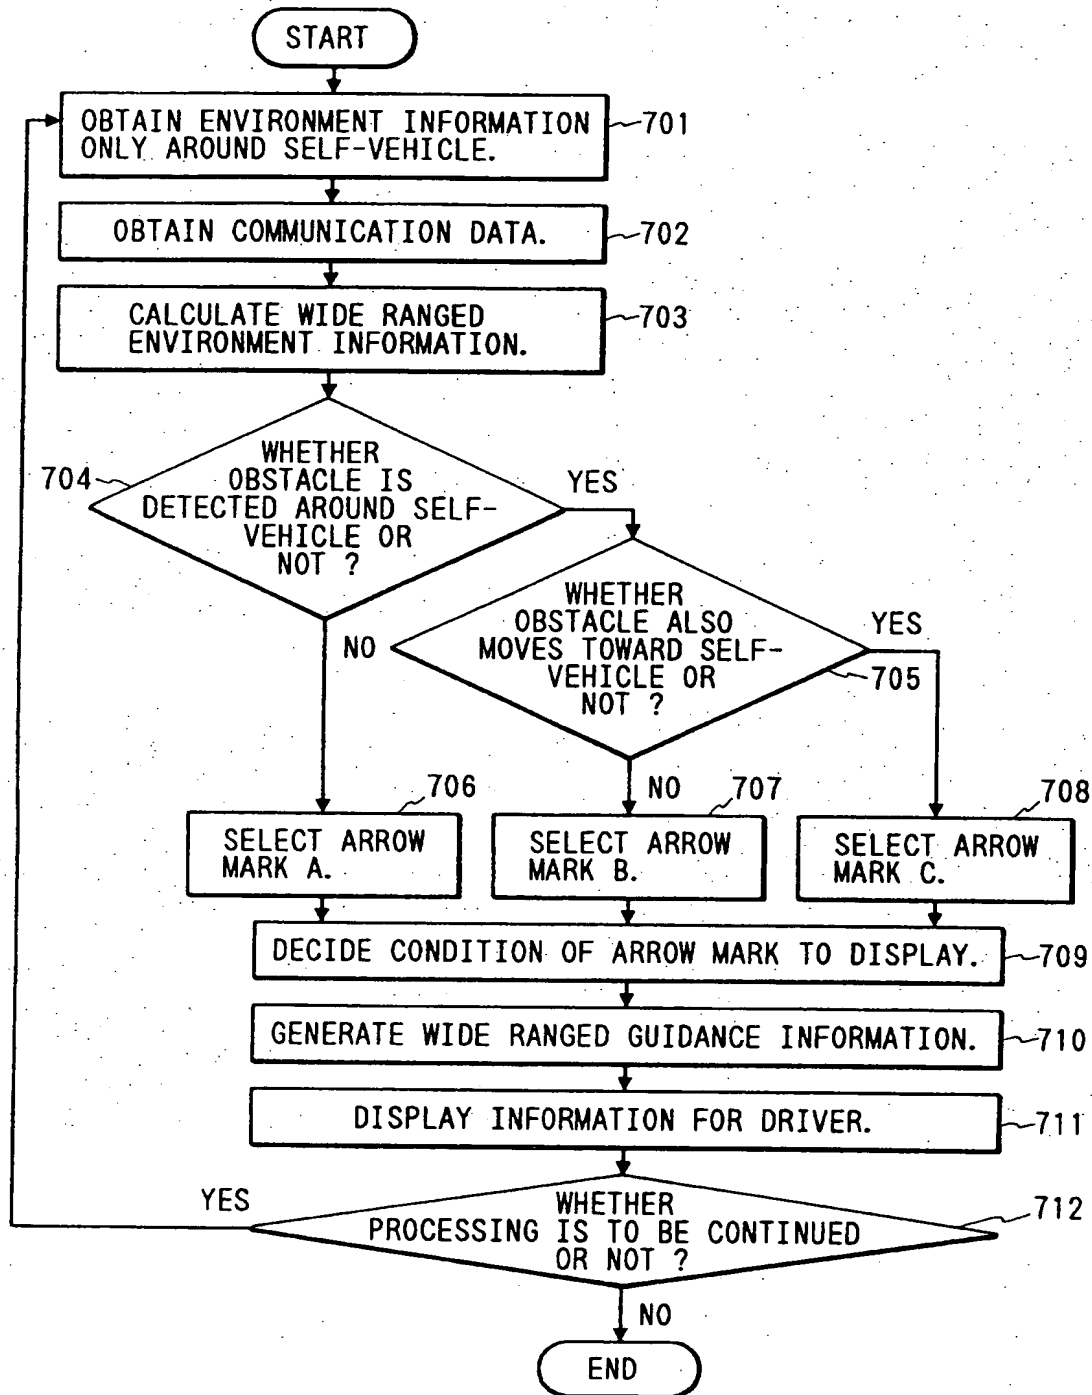 START
OBTAIN ENVIRONMENT INFORMATION
ONLY AROUND SELF-VEHICLE.
701
OBTAIN COMMUNICATION DATA.
702
CALCULATE WIDE RANGED
ENVIRONMENT INFORMATION.
703
704
WHETHER
OBSTACLE IS
DETECTED AROUND SELF-
VEHICLE OR
NOT ?
YES
NO
WHETHER
OBSTACLE ALSO
MOVES TOWARD SELF-
VEHICLE OR
NOT ?
YES
705
NO
706
SELECT ARROW
MARK A.
707
SELECT ARROW
MARK B.
708
SELECT ARROW
MARK C.
DECIDE CONDITION OF ARROW MARK TO DISPLAY.
709
GENERATE WIDE RANGED GUIDANCE INFORMATION.
710
DISPLAY INFORMATION FOR DRIVER.
711
YES
WHETHER
PROCESSING IS TO BE CONTINUED
OR NOT ?
712
NO
END